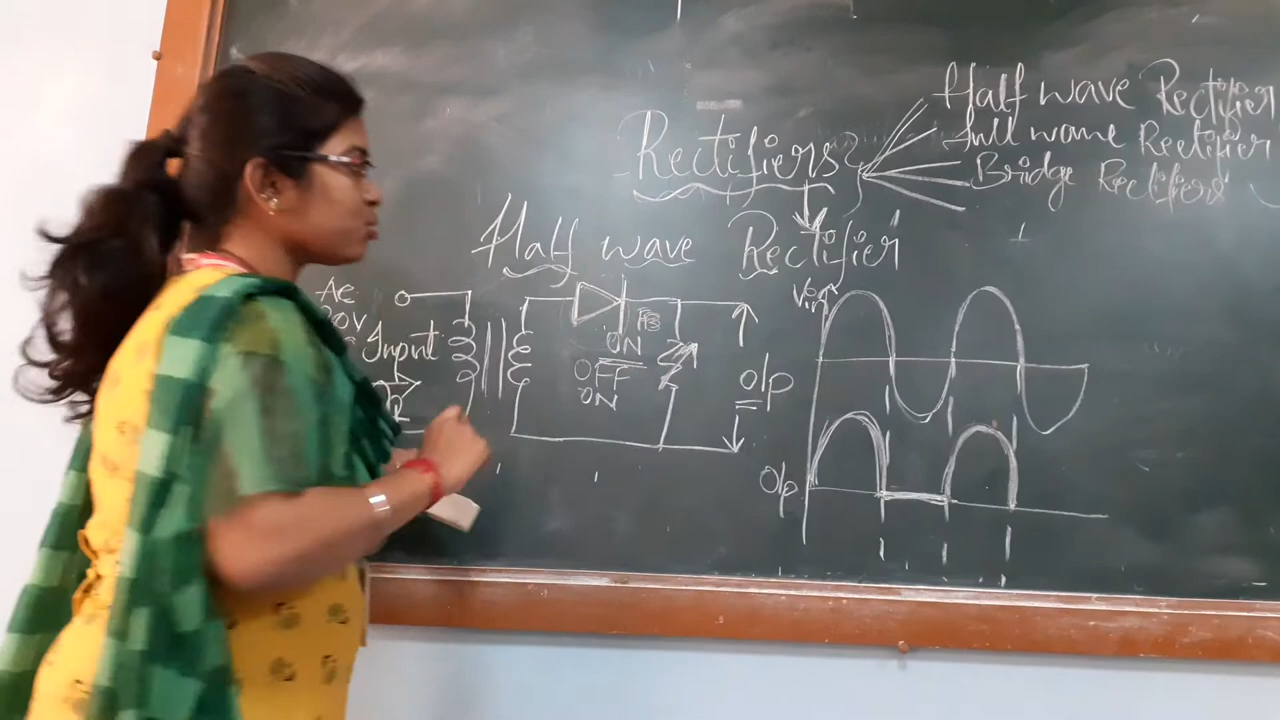 Half wave Rectifier
full wave Rectifier
Rectifiers
Bridge Rectifiers
Half wave Rectifier
Ac
Vin
Input
ON
OFF
ON
o/p
o/p